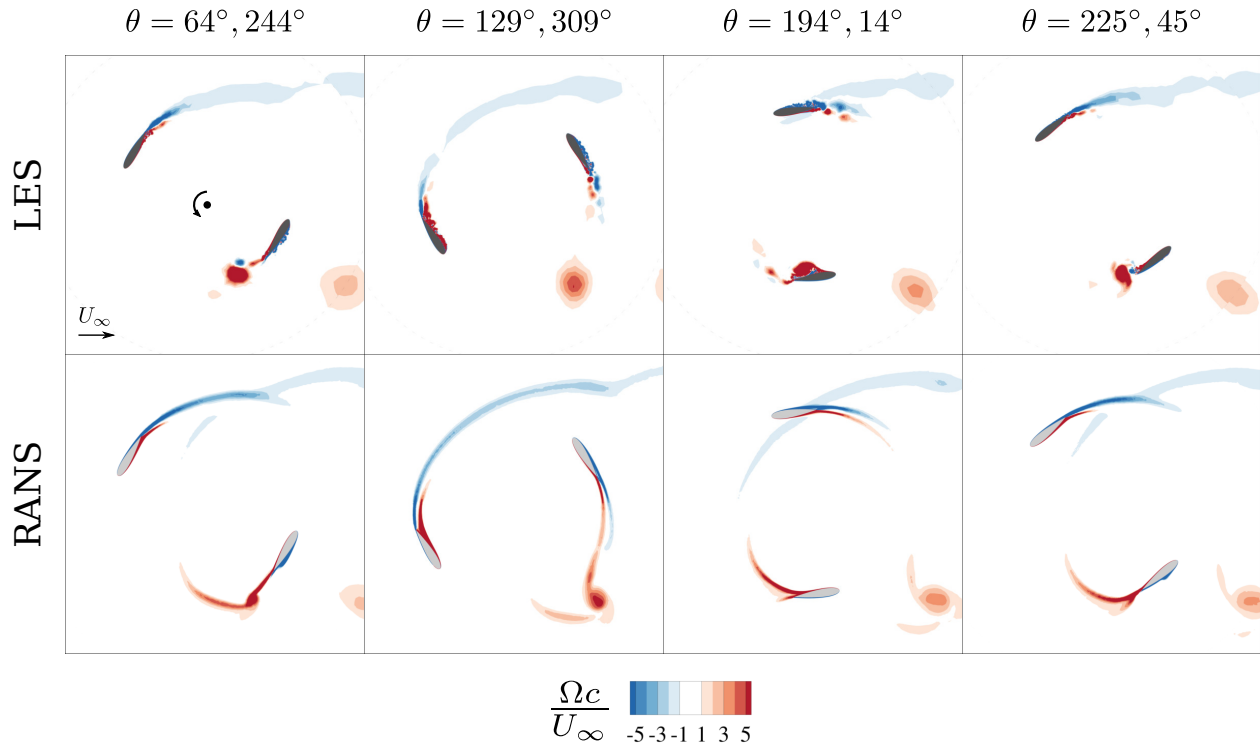 θ = 64°, 244°
θ = 129°, 309°
θ = 194°, 14°
θ = 225°, 45°
LES
U∞
RANS
Ωc
U∞
-5 -3 -1 1 3 5